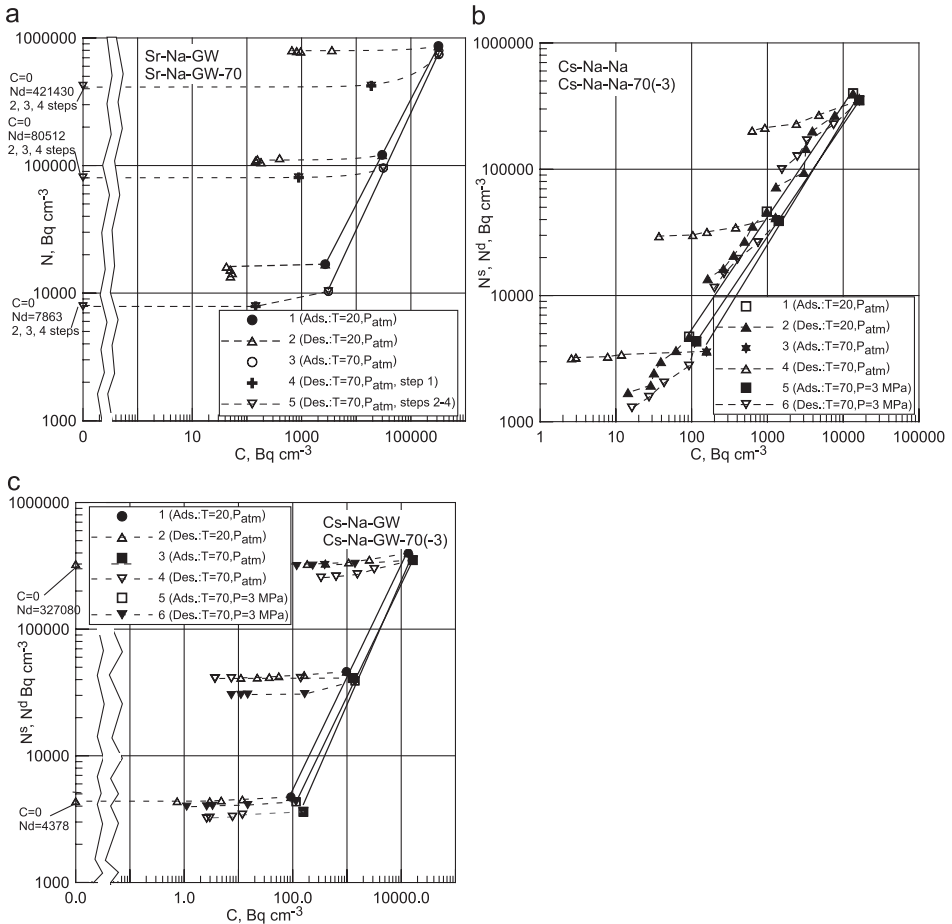 a
1000000
100000
10000
1000
N, Bq cm-3
C=0
Nd=421430
2, 3, 4 steps
C=0
Nd=80512
2, 3, 4 steps
C=0
Nd=7863
2, 3, 4 steps
Sr-Na-GW
Sr-Na-GW-70
1 (Ads.:T=20,Patm)
2 (Des.:T=20,Patm)
3 (Ads.:T=70,Patm)
4 (Des.:T=70,Patm, step 1)
5 (Des.:T=70,Patm, steps 2-4)
0 0 10 1000 100000
C, Bq cm-3
b
1000000
100000
10000
1000
Ns, Nd, Bq cm-3
Cs-Na-Na
Cs-Na-Na-70(-3)
1 (Ads.:T=20,Patm)
2 (Des.:T=20,Patm)
3 (Ads.:T=70,Patm)
4 (Des.:T=70,Patm)
5 (Ads.:T=70,P=3 MPa)
6 (Des.:T=70,P=3 MPa)
1 10 100 1000 10000 100000
C, Bq cm-3
c
1000000
100000
10000
1000
Ns, Nd Bq cm-3
C=0
Nd=327080
C=0
Nd=4378
1 (Ads.:T=20,Patm)
2 (Des.:T=20,Patm)
3 (Ads.:T=70,Patm)
4 (Des.:T=70,Patm)
5 (Ads.:T=70,P=3 MPa)
6 (Des.:T=70,P=3 MPa)
Cs-Na-GW
Cs-Na-GW-70(-3)
0.0 1.0 100.0 10000.0
C, Bq cm-3